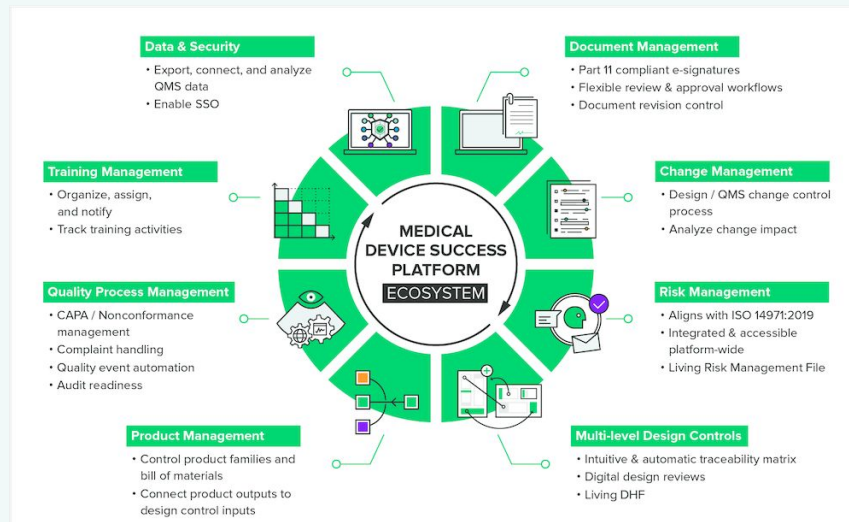 Data & Security
• Export, connect, and analyze
QMS data
• Enable SSO
Document Management
• Part 11 compliant e-signatures
• Flexible review & approval workflows
• Document revision control
Training Management
• Organize, assign,
and notify
• Track training activities
Change Management
• Design / QMS change control
process
• Analyze change impact
MEDICAL
DEVICE SUCCESS
PLATFORM
ECOSYSTEM
Quality Process Management
• CAPA / Nonconformance
management
• Complaint handling
• Quality event automation
• Audit readiness
Risk Management
• Aligns with ISO 14971:2019
• Integrated & accessible
platform-wide
• Living Risk Management File
Product Management
• Control product families and
bill of materials
• Connect product outputs to
design control inputs
Multi-level Design Controls
• Intuitive & automatic traceability matrix
• Digital design reviews
• Living DHF